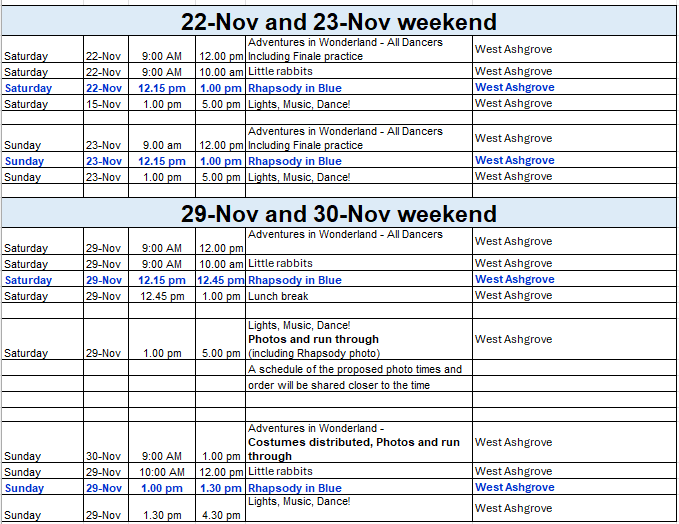 22-Nov and 23-Nov weekend
Saturday 22-Nov 9:00 AM 12.00 pm Adventures in Wonderland - All Dancers
Including Finale practice West Ashgrove
Saturday 22-Nov 9:00 AM 10.00 am Little rabbits West Ashgrove
Saturday 22-Nov 12.15 pm 1.00 pm Rhapsody in Blue West Ashgrove
Saturday 15-Nov 1.00 pm 5.00 pm Lights, Music, Dance! West Ashgrove
Sunday 23-Nov 9.00 am 12.00 pm Adventures in Wonderland - All Dancers
Including Finale practice West Ashgrove
Sunday 23-Nov 12.15 pm 1.00 pm Rhapsody in Blue West Ashgrove
Sunday 23-Nov 1.00 pm 5.00 pm Lights, Music, Dance! West Ashgrove
29-Nov and 30-Nov weekend
Saturday 29-Nov 9:00 AM 12.00 pm Adventures in Wonderland - All Dancers West Ashgrove
Saturday 29-Nov 9:00 AM 10.00 am Little rabbits West Ashgrove
Saturday 29-Nov 12.15 pm 12.45 pm Rhapsody in Blue West Ashgrove
Saturday 29-Nov 12.45 pm 1.00 pm Lunch break West Ashgrove
Lights, Music, Dance!
Photos and run through West Ashgrove
Saturday 29-Nov 1.00 pm 5.00 pm (including Rhapsody photo)
A schedule of the proposed photo times and
order will be shared closer to the time
Adventures in Wonderland -
Costumes distributed, Photos and run West Ashgrove
Sunday 30-Nov 9:00 AM 1.00 pm through
Sunday 29-Nov 10:00 AM 12.00 pm Little rabbits West Ashgrove
Sunday 29-Nov 1.00 pm 1.30 pm Rhapsody in Blue West Ashgrove
Sunday 29-Nov 1.30 pm 4.30 pm Lights, Music, Dance! West Ashgrove